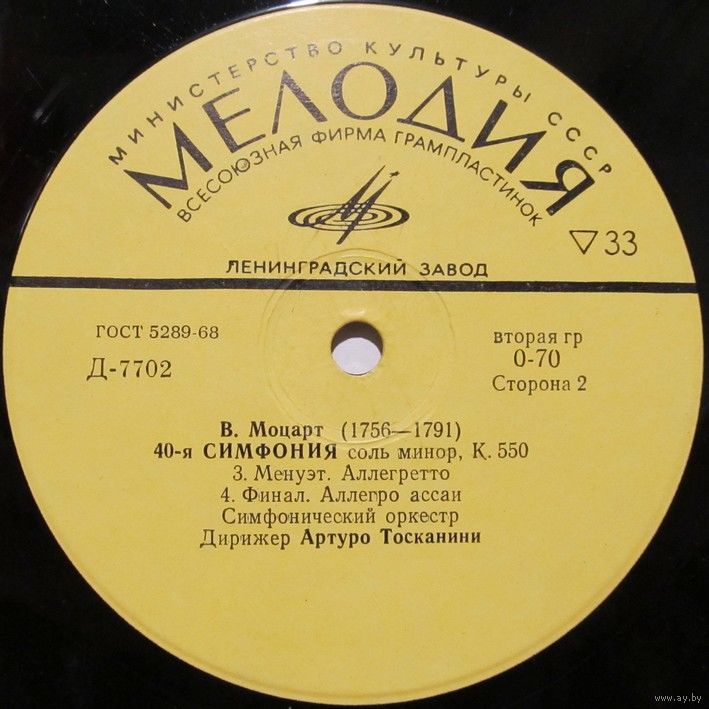 МИНИСТЕРСТВО КУЛЬТУРЫ СССР
МЕЛОДИЯ
ВСЕСОЮЗНАЯ ФИРМА ГРАМПЛАСТИНОК
▽33
ЛЕНИНГРАДСКИЙ ЗАВОД
ГОСТ 5289-68
Д-7702
вторая гр
0-70
Сторона 2
В. Моцарт (1756—1791)
40-я СИМФОНИЯ соль минор, К. 550
3. Менуэт. Аллегретто
4. Финал. Аллегро ассаи
Симфонический оркестр
Дирижер Артуро Тосканини
www.ay.by